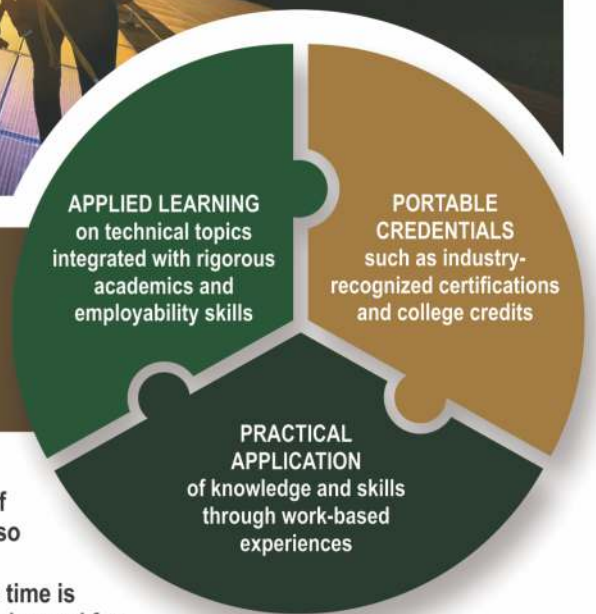 APPLIED LEARNING
on technical topics
integrated with rigorous
academics and
employability skills
PORTABLE
CREDENTIALS
such as industry-
recognized certifications
and college credits
PRACTICAL
APPLICATION
of knowledge and skills
through work-based
experiences
so
time is